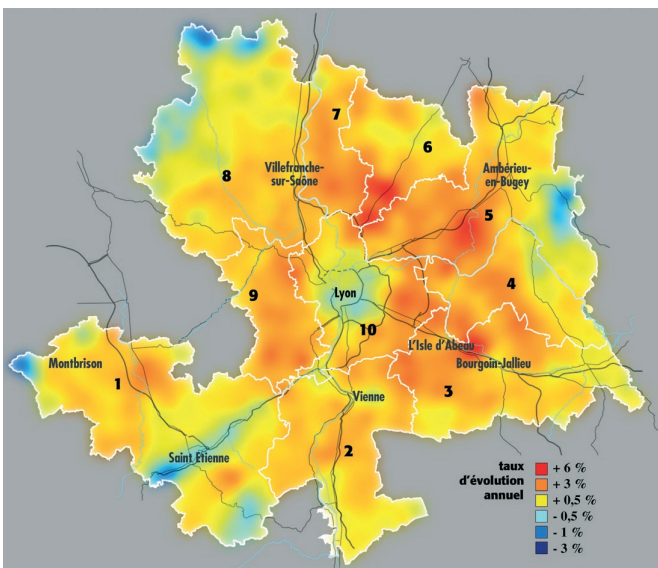 7
6
8
Villefranche-
sur-Saône
Ambérieu-
en-Bugey
5
4
9
Lyon
10
L'Isle d'Abeau
Bourgoin-Jallieu
Montbrison
1
3
Vienne
2
Saint Etienne
taux
d'évolution
annuel
+ 6 %
+ 3 %
+ 0,5 %
- 0,5 %
- 1 %
- 3 %